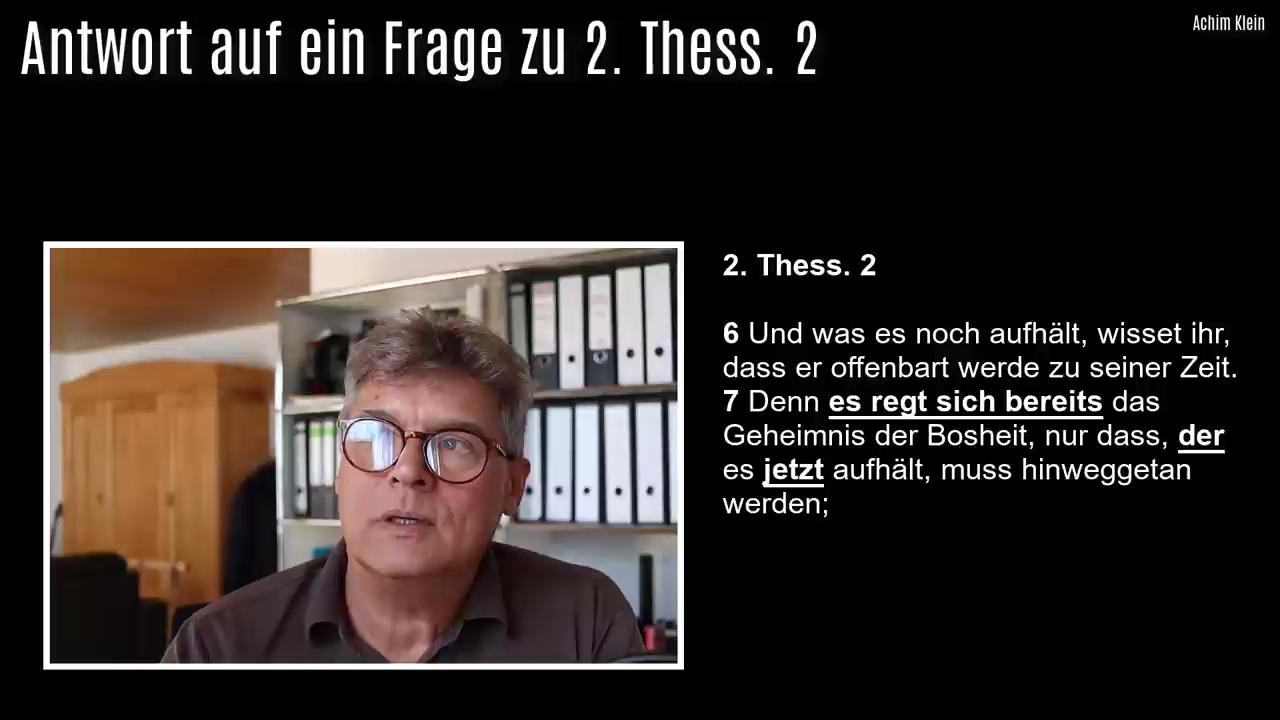 Antwort auf ein Frage zu 2. Thess. 2
Achim Klein
2. Thess. 2
6 Und was es noch aufhält, wisset ihr,
dass er offenbart werde zu seiner Zeit.
7 Denn es regt sich bereits das
Geheimnis der Bosheit, nur dass, der
es jetzt aufhält, muss hinweggetan
werden;